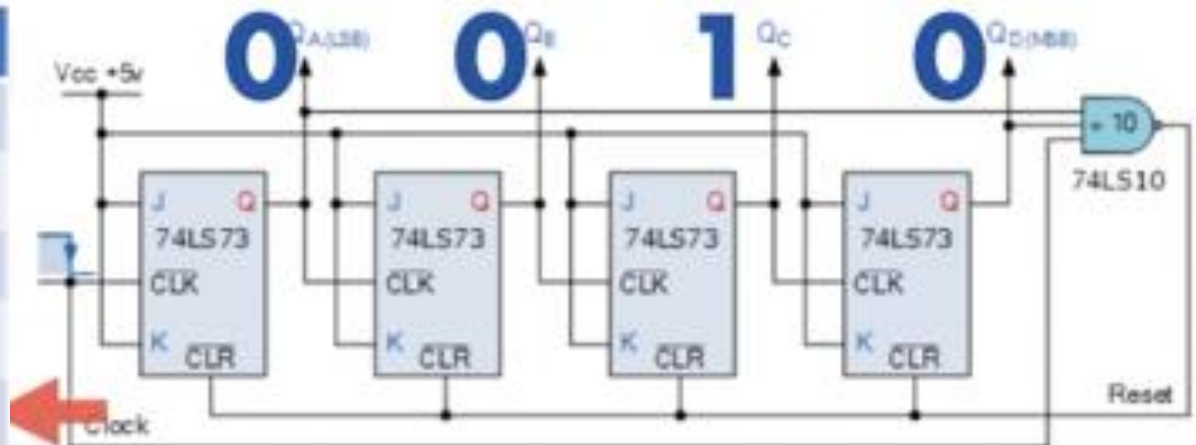 0 QA(LSB) 0 QB 1 QC 0 QD(MSB)
Vcc +5v
= 10
74LS10
J Q J Q J Q J Q
74LS73 74LS73 74LS73 74LS73
CLK CLK CLK CLK
K K K K
CLR CLR CLR CLR
Reset
Clock